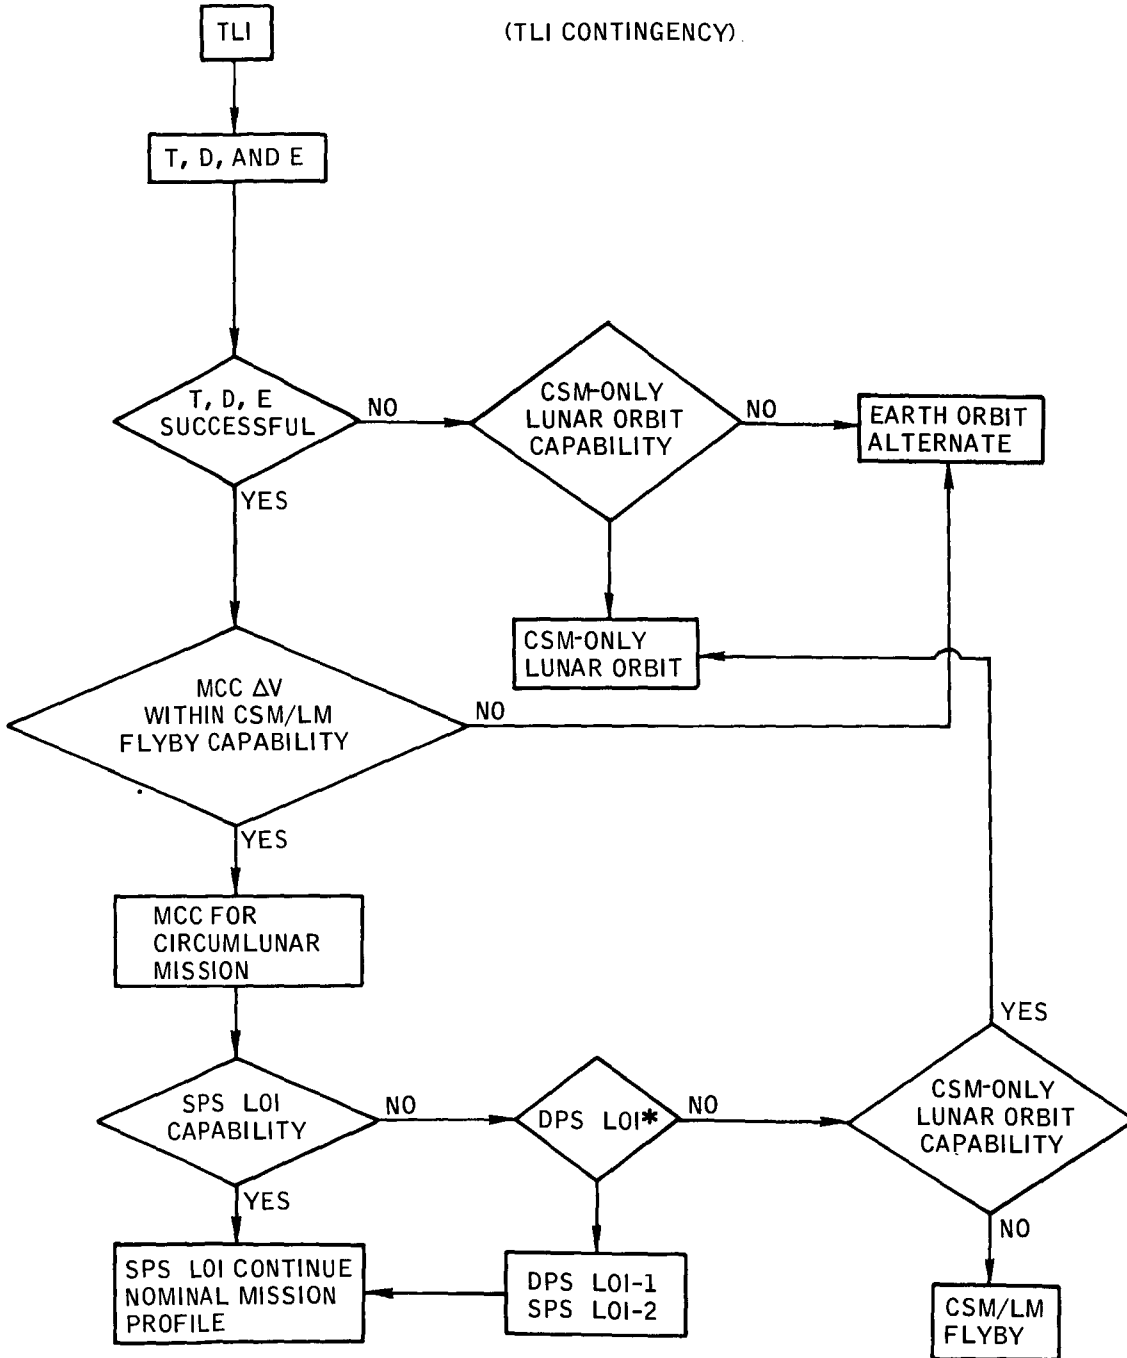 TLI
(TLI CONTINGENCY)
T, D, AND E
T, D, E
SUCCESSFUL
NO
CSM-ONLY
LUNAR ORBIT
CAPABILITY
NO
EARTH ORBIT
ALTERNATE
YES
CSM-ONLY
LUNAR ORBIT
MCC ΔV
WITHIN CSM/LM
FLYBY CAPABILITY
NO
YES
MCC FOR
CIRCUMLUNAR
MISSION
SPS LOI
CAPABILITY
NO
DPS LOI*
NO
YES
CSM-ONLY
LUNAR ORBIT
CAPABILITY
YES
NO
SPS LOI CONTINUE
NOMINAL MISSION
PROFILE
DPS LOI-1
SPS LOI-2
CSM/LM
FLYBY